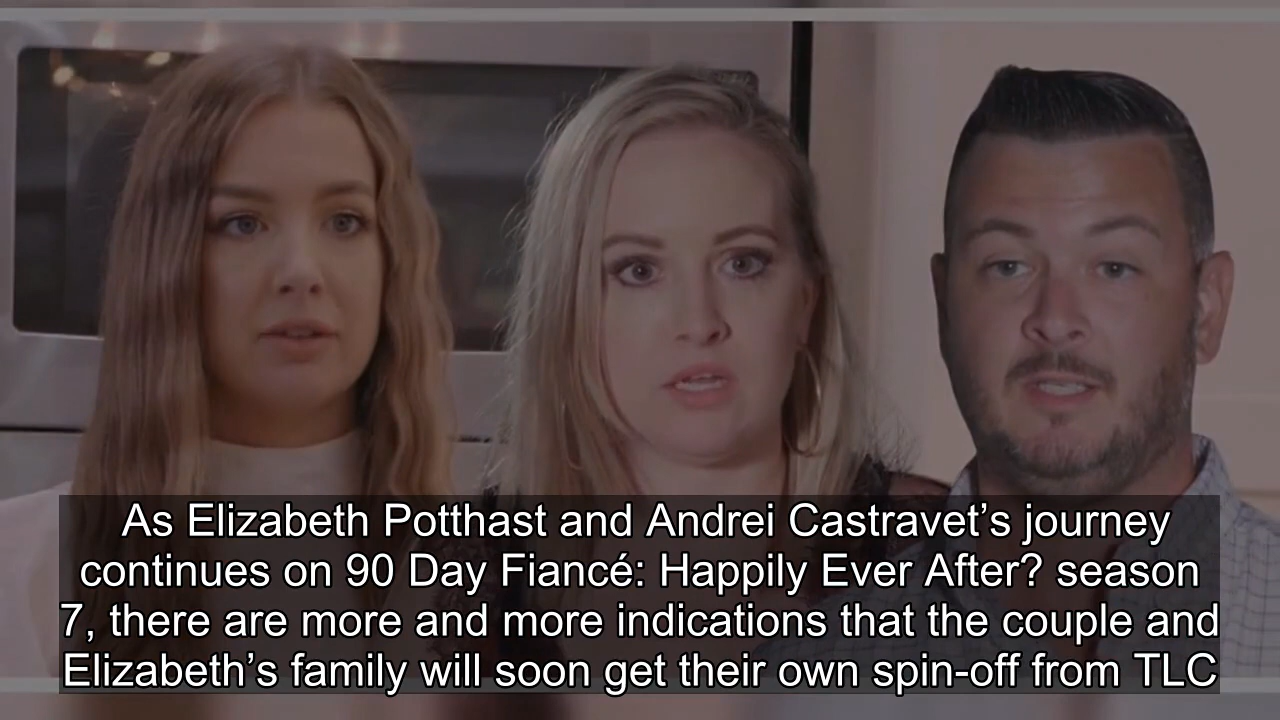 As Elizabeth Potthast and Andrei Castravet’s journey
continues on 90 Day Fiancé: Happily Ever After? season
7, there are more and more indications that the couple and
Elizabeth’s family will soon get their own spin-off from TLC